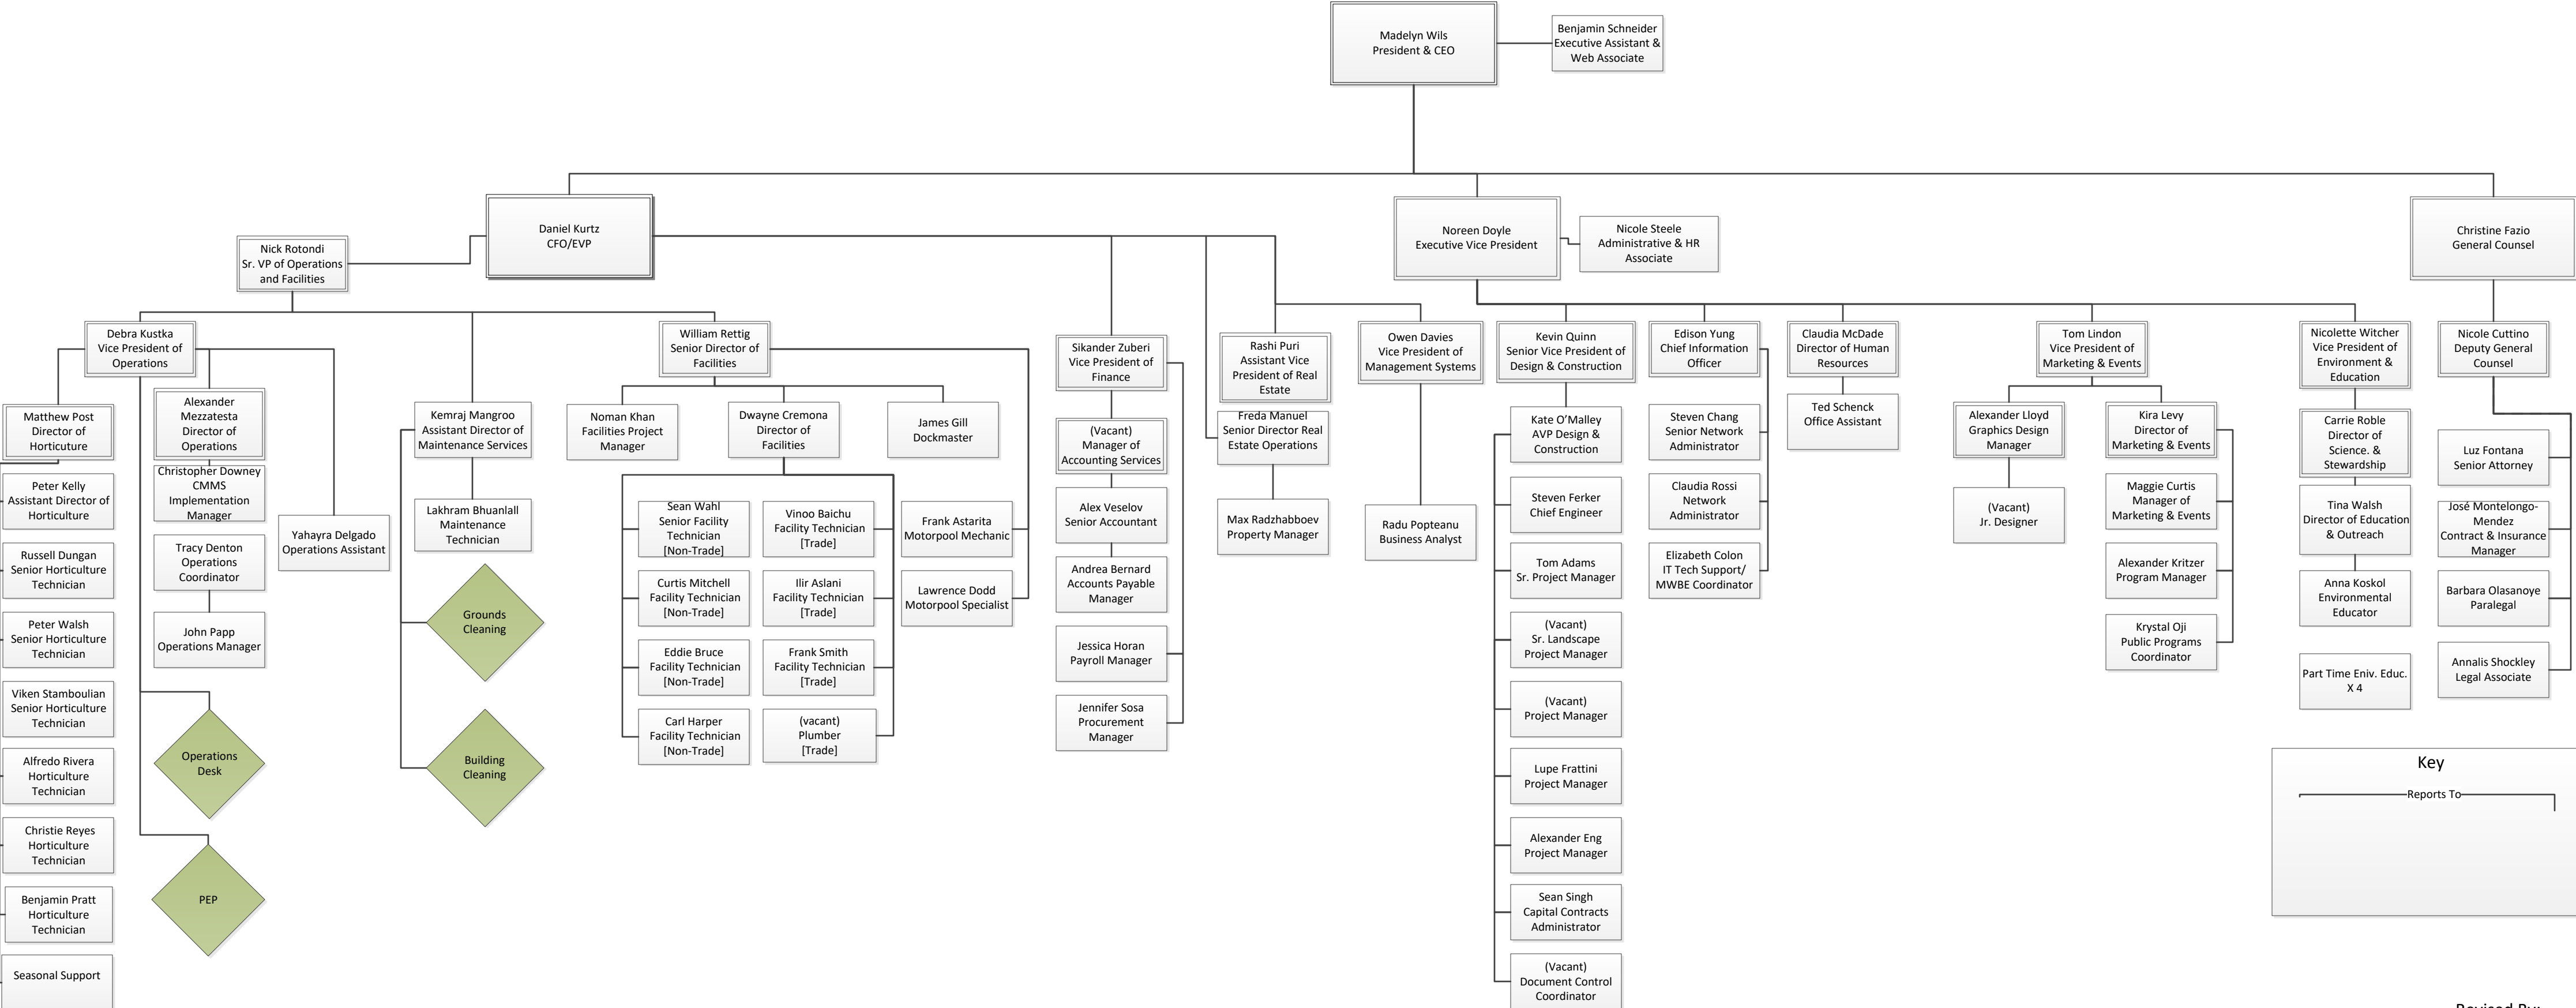 Madelyn Wils
President & CEO
Benjamin Schneider
Executive Assistant &
Web Associate
Daniel Kurtz
CFO/EVP
Noreen Doyle
Executive Vice President
Nicole Steele
Administrative & HR
Associate
Christine Fazio
General Counsel
Nick Rotondi
Sr. VP of Operations
and Facilities
Debra Kustka
Vice President of
Operations
William Rettig
Senior Director of
Facilities
Sikander Zuberi
Vice President of
Finance
Rashi Puri
Assistant Vice
President of Real
Estate
Owen Davies
Vice President of
Management Systems
Kevin Quinn
Senior Vice President of
Design & Construction
Edison Yung
Chief Information
Officer
Claudia McDade
Director of Human
Resources
Tom Lindon
Vice President of
Marketing & Events
Nicolette Witcher
Vice President of
Environment &
Education
Nicole Cuttino
Deputy General
Counsel
Matthew Post
Director of
Horticuture
Peter Kelly
Assistant Director of
Horticulture
Russell Dungan
Senior Horticulture
Technician
Peter Walsh
Senior Horticulture
Technician
Viken Stamboulian
Senior Horticulture
Technician
Alfredo Rivera
Horticulture
Technician
Christie Reyes
Horticulture
Technician
Benjamin Pratt
Horticulture
Technician
Seasonal Support
Alexander
Mezzatesta
Director of
Operations
Christopher Downey
CMMS
Implementation
Manager
Tracy Denton
Operations
Coordinator
John Papp
Operations Manager
Operations
Desk
PEP
Yahayra Delgado
Operations Assistant
Kemraj Mangroo
Assistant Director of
Maintenance Services
Lakhram Bhuanlall
Maintenance
Technician
Grounds
Cleaning
Building
Cleaning
Noman Khan
Facilities Project
Manager
Dwayne Cremona
Director of
Facilities
James Gill
Dockmaster
Sean Wahl
Senior Facility
Technician
[Non-Trade]
Curtis Mitchell
Facility Technician
[Non-Trade]
Eddie Bruce
Facility Technician
[Non-Trade]
Carl Harper
Facility Technician
[Non-Trade]
Vinoo Baichu
Facility Technician
[Trade]
Ilir Aslani
Facility Technician
[Trade]
Frank Smith
Facility Technician
[Trade]
(vacant)
Plumber
[Trade]
Frank Astarita
Motorpool Mechanic
Lawrence Dodd
Motorpool Specialist
(Vacant)
Manager of
Accounting Services
Alex Veselov
Senior Accountant
Andrea Bernard
Accounts Payable
Manager
Jessica Horan
Payroll Manager
Jennifer Sosa
Procurement
Manager
Freda Manuel
Senior Director Real
Estate Operations
Max Radzhabboev
Property Manager
Radu Popteanu
Business Analyst
Kate O’Malley
AVP Design &
Construction
Steven Ferker
Chief Engineer
Tom Adams
Sr. Project Manager
(Vacant)
Sr. Landscape
Project Manager
(Vacant)
Project Manager
Lupe Frattini
Project Manager
Alexander Eng
Project Manager
Sean Singh
Capital Contracts
Administrator
(Vacant)
Document Control
Coordinator
Steven Chang
Senior Network
Administrator
Claudia Rossi
Network
Administrator
Elizabeth Colon
IT Tech Support/
MWBE Coordinator
Ted Schenck
Office Assistant
Alexander Lloyd
Graphics Design
Manager
(Vacant)
Jr. Designer
Kira Levy
Director of
Marketing & Events
Maggie Curtis
Manager of
Marketing & Events
Alexander Kritzer
Program Manager
Krystal Oji
Public Programs
Coordinator
Carrie Roble
Director of
Science. &
Stewardship
Tina Walsh
Director of Education
& Outreach
Anna Koskol
Environmental
Educator
Part Time Eniv. Educ.
X 4
Luz Fontana
Senior Attorney
José Montelongo-
Mendez
Contract & Insurance
Manager
Barbara Olasanoye
Paralegal
Annalis Shockley
Legal Associate
Key
Reports To